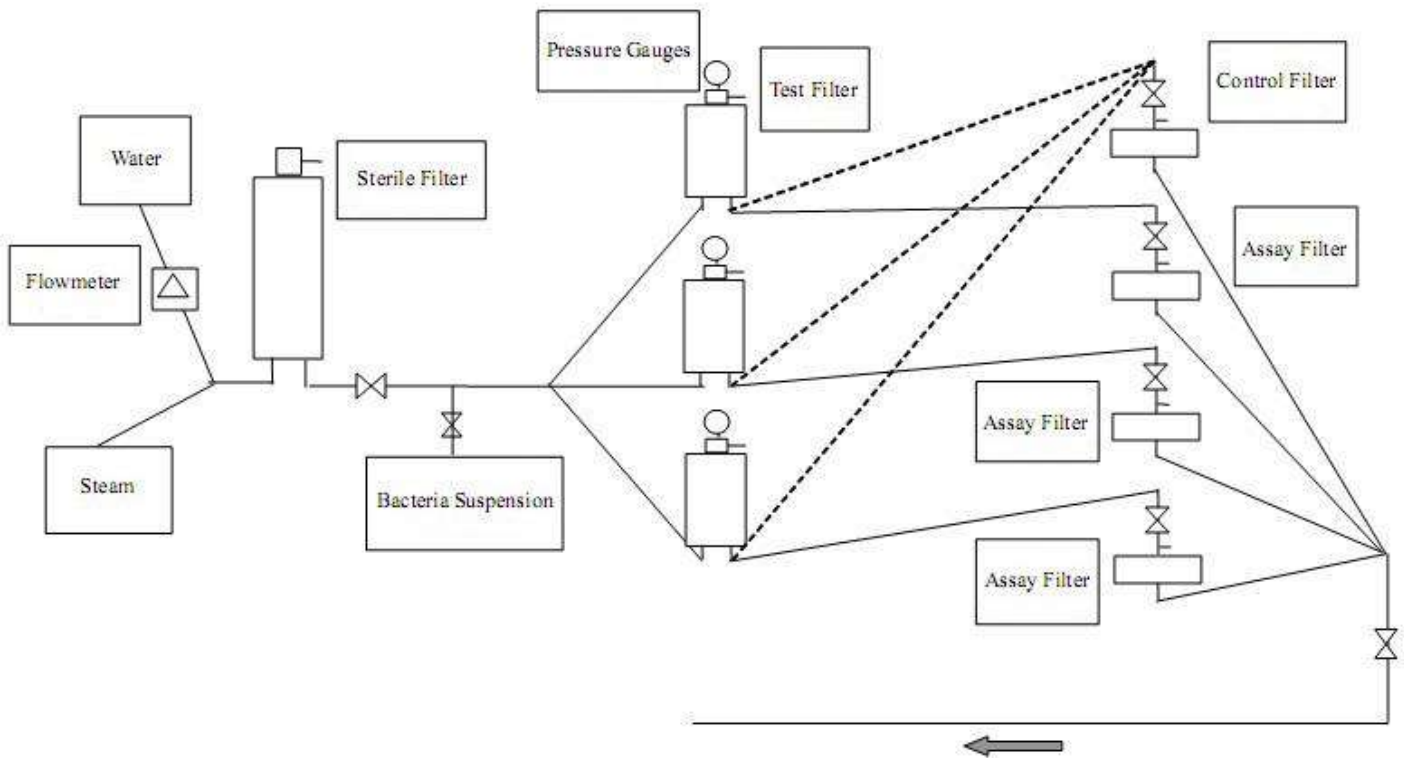 Pressure Gauges
Test Filter
Control Filter
Water
Sterile Filter
Assay Filter
Flowmeter
Assay Filter
Steam
Bacteria Suspension
Assay Filter